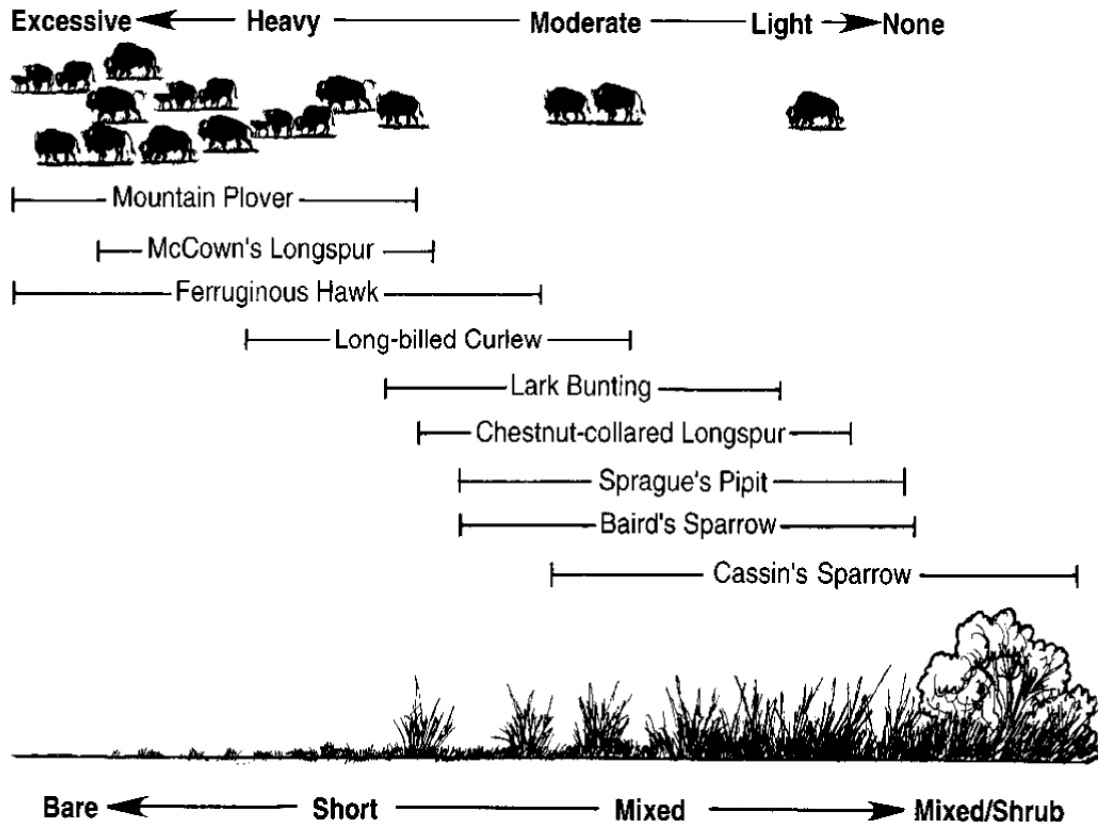 Excessive Heavy Moderate Light None
Mountain Plover
McCown's Longspur
Ferruginous Hawk
Long-billed Curlew
Lark Bunting
Chestnut-collared Longspur
Sprague's Pipit
Baird's Sparrow
Cassin's Sparrow
Bare Short Mixed Mixed/Shrub